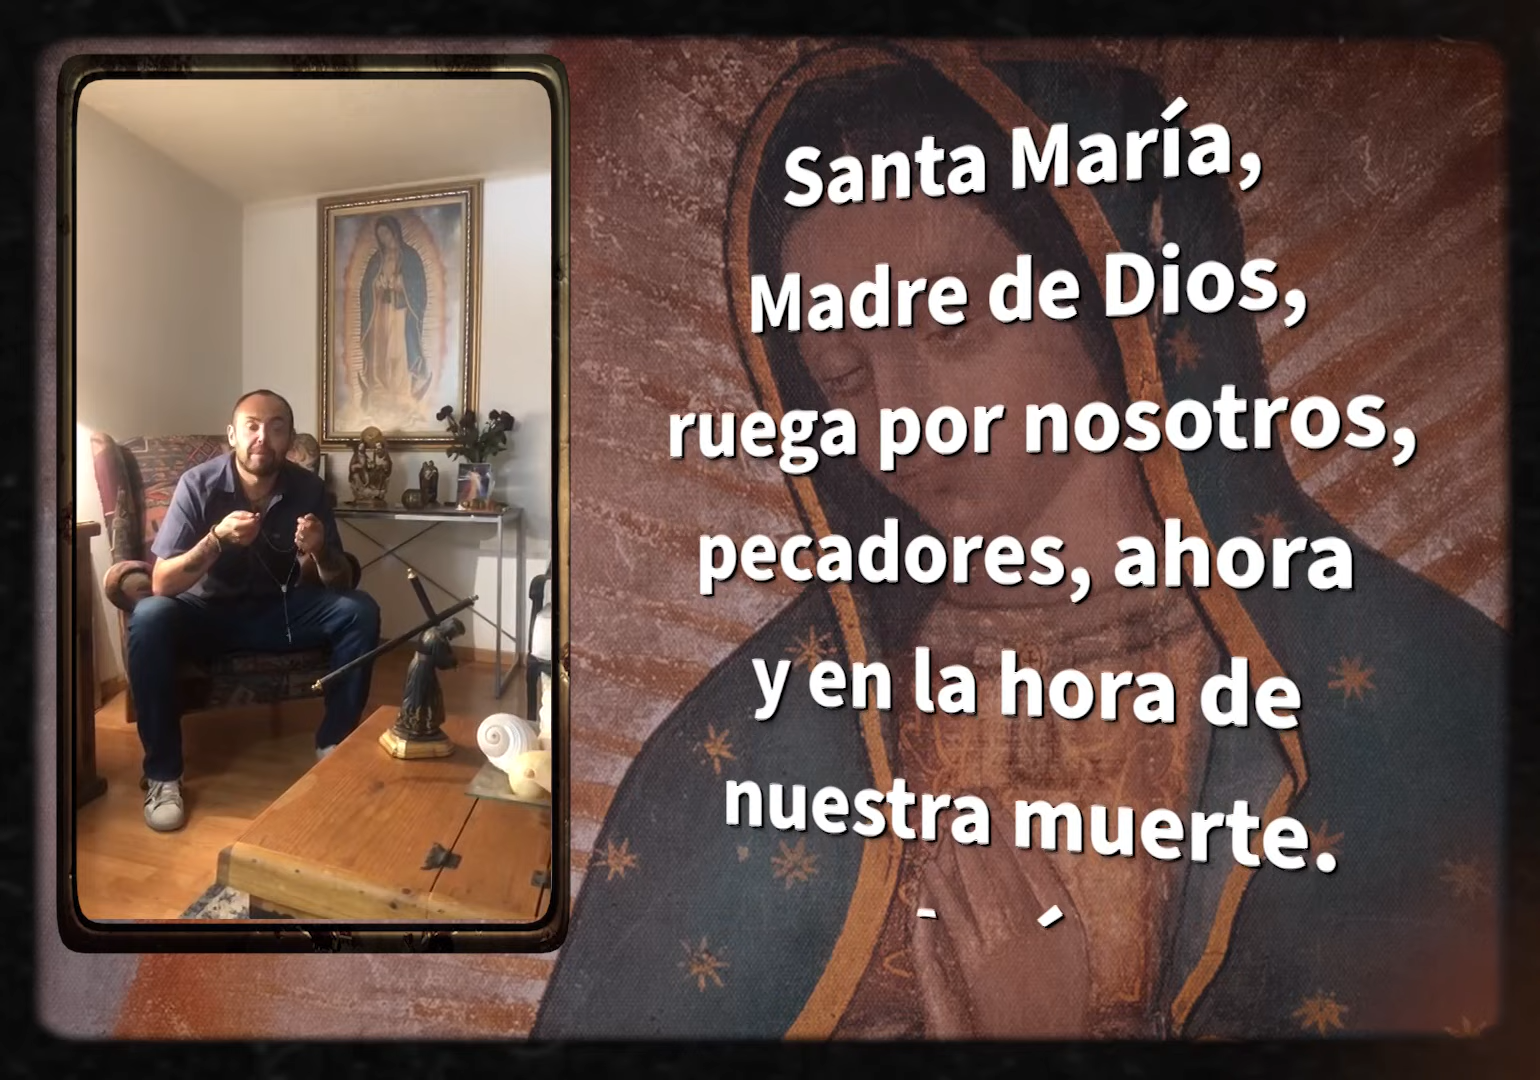 Santa María,
Madre de Dios,
ruega por nosotros,
pecadores, ahora
y en la hora de
nuestra muerte.